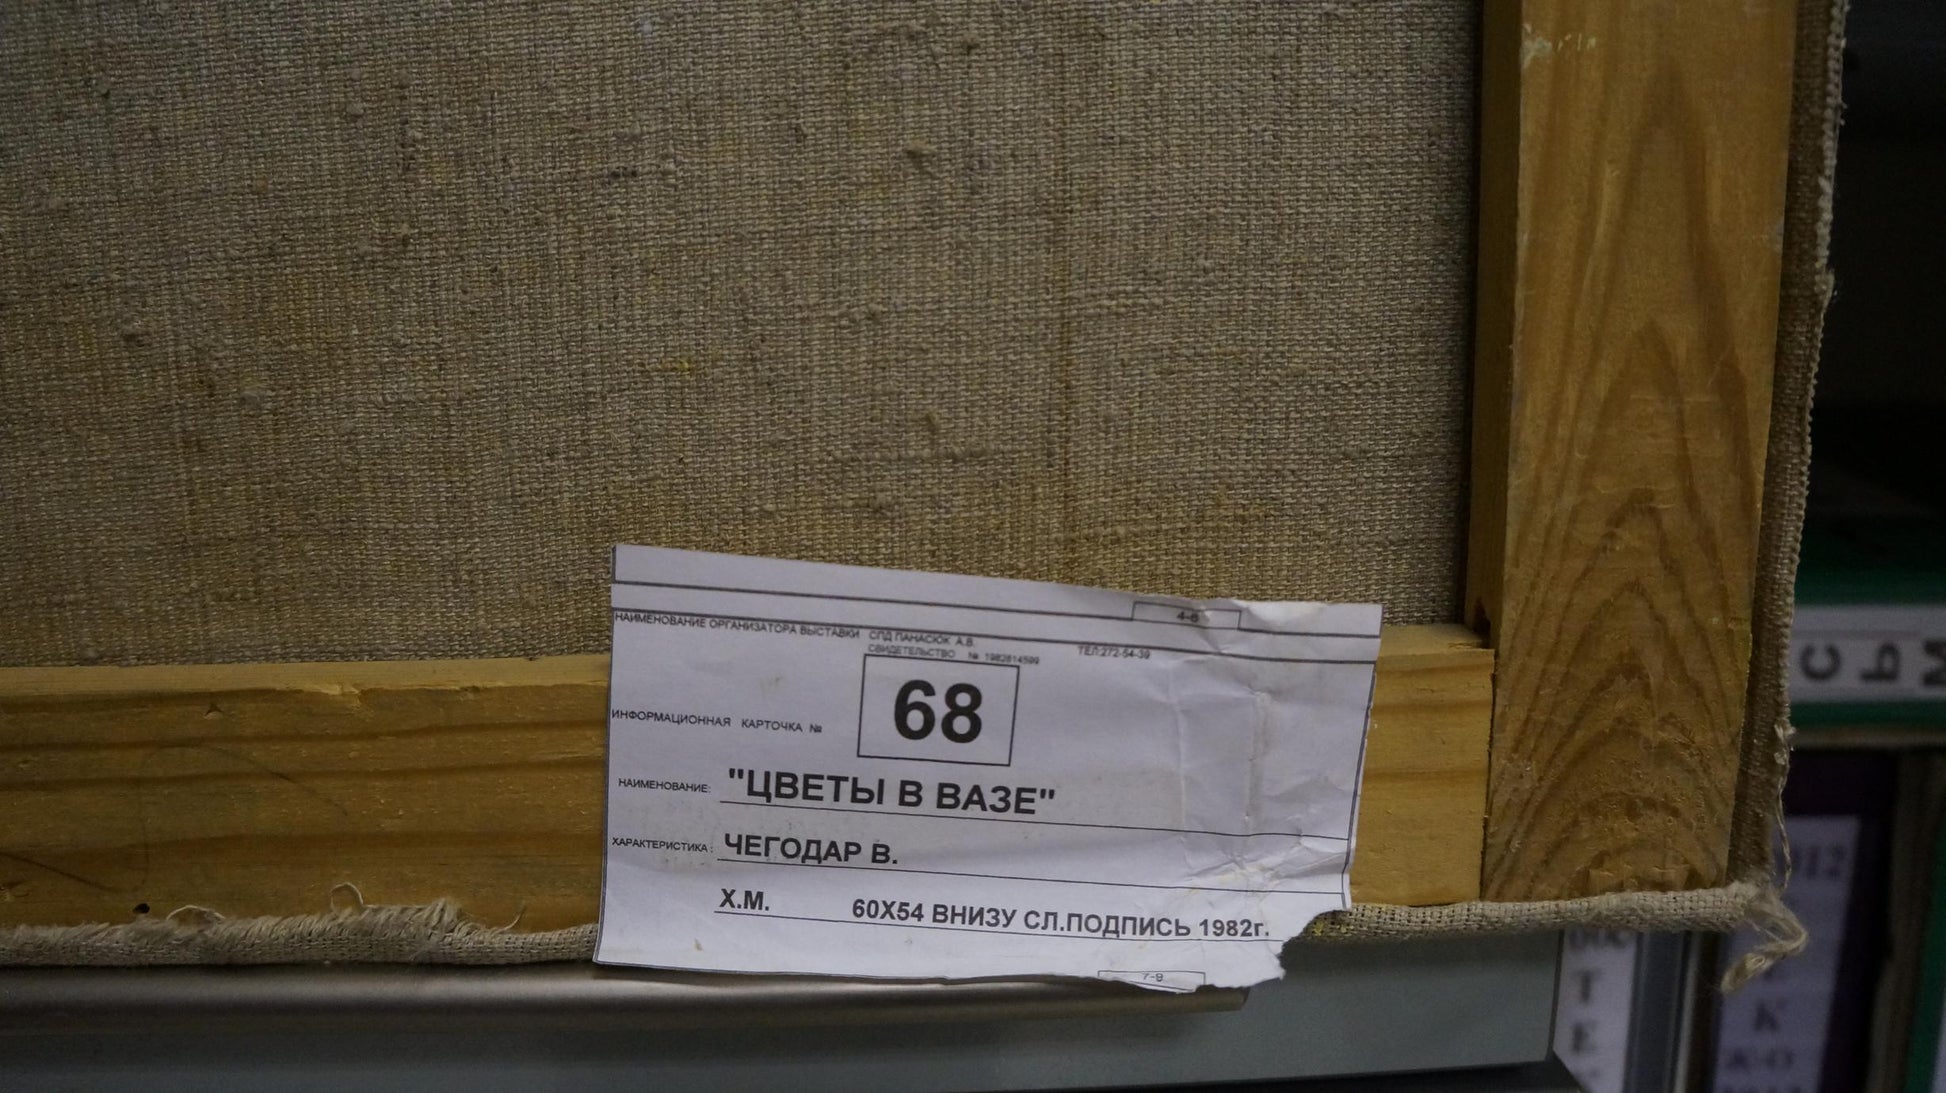 4-8
НАИМЕНОВАНИЕ ОРГАНИЗАТОРА ВЫСТАВКИ СПД ПАНАСЮК А.В.
СВИДЕТЕЛЬСТВО № 1982614599 ТЕЛ:272-54-39
ИНФОРМАЦИОННАЯ КАРТОЧКА № 68
НАИМЕНОВАНИЕ: "ЦВЕТЫ В ВАЗЕ"
ХАРАКТЕРИСТИКА: ЧЕГОДАР В.
Х.М. 60Х54 ВНИЗУ СЛ.ПОДПИСЬ 1982г.
7-9
С Ь